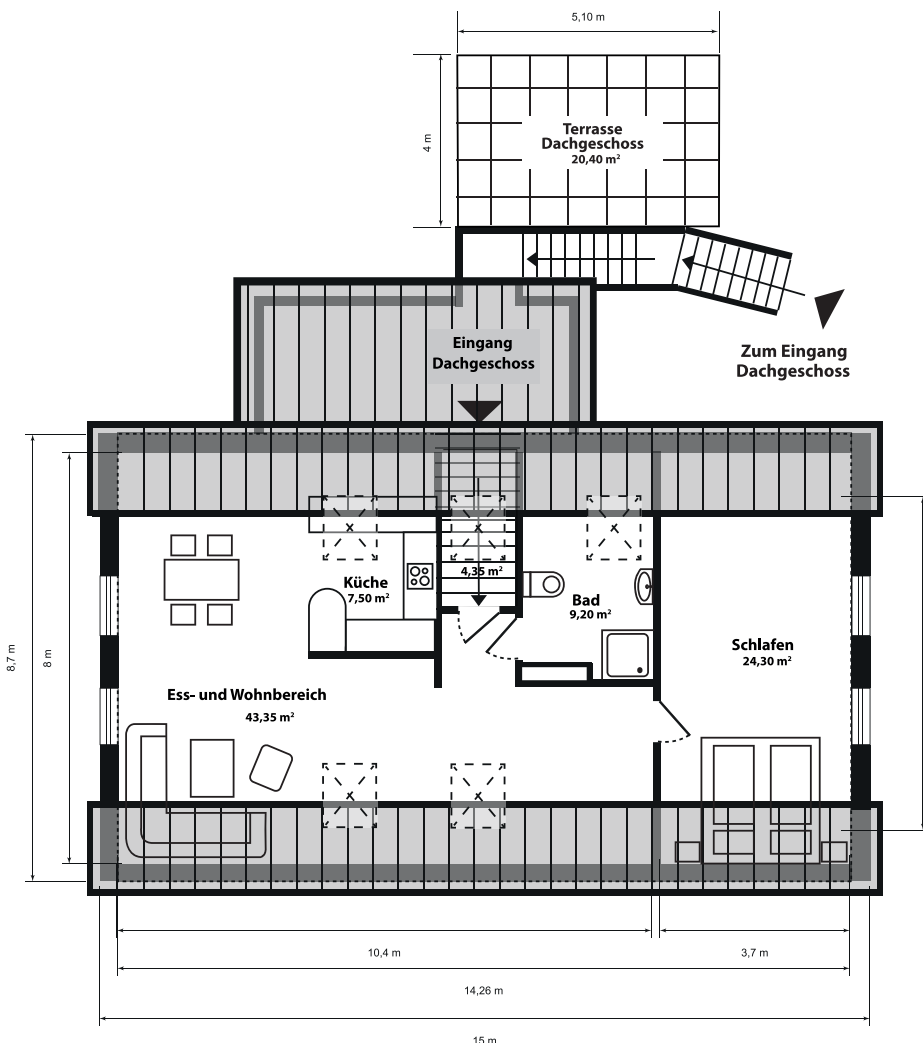 5,10 m
4 m
Terrasse
Dachgeschoss
20,40 m²
Eingang
Dachgeschoss
Zum Eingang
Dachgeschoss
4,35 m²
Küche
7,50 m²
Bad
9,20 m²
Schlafen
24,30 m²
8,7 m
8 m
Ess- und Wohnbereich
43,35 m²
10,4 m
3,7 m
14,26 m
15 m